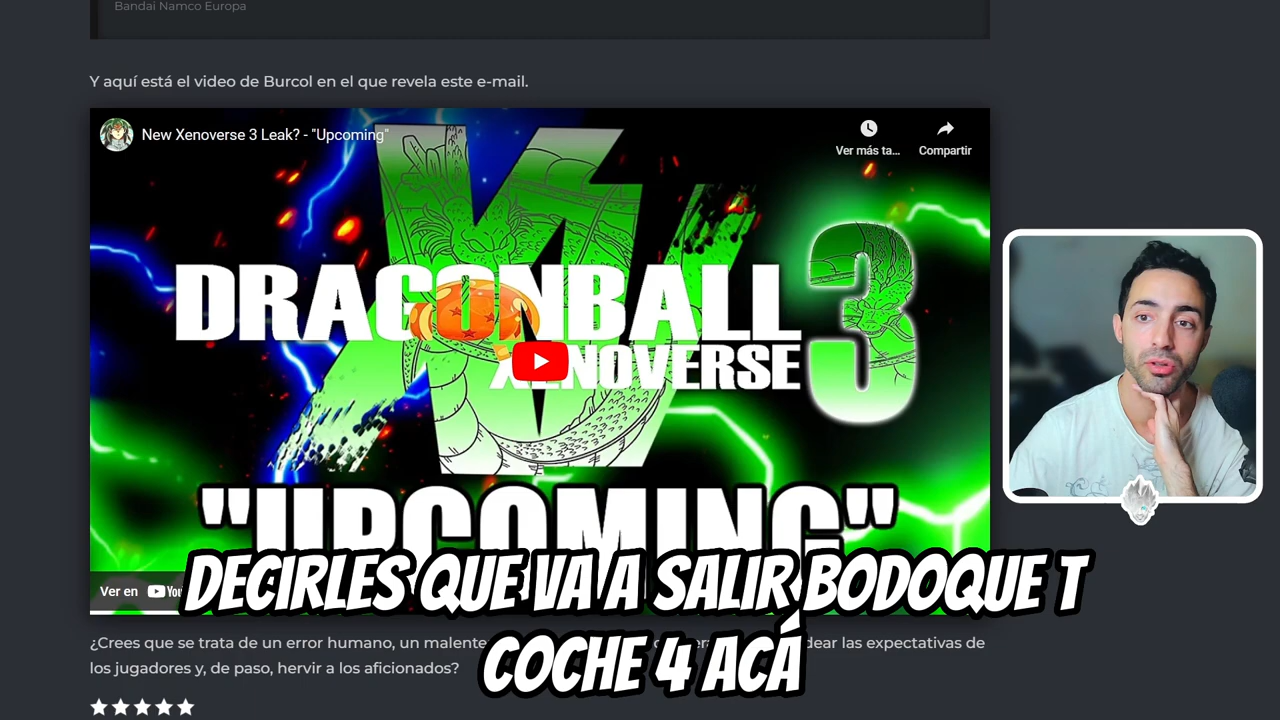 Bandai Namco Europa
Y aquí está el video de Burcol en el que revela este e-mail.
New Xenoverse 3 Leak? - "Upcoming"
Ver más ta...
Compartir
DRAGONBALL
XENOVERSE 3
"UPCOMING"
Ver en
DECIRLES QUE VA A SALIR BODOQUE T
COCHE 4 ACÁ
¿Crees que se trata de un error humano, un dear las expectativas de
los jugadores y, de paso, hervir a los aficionados?